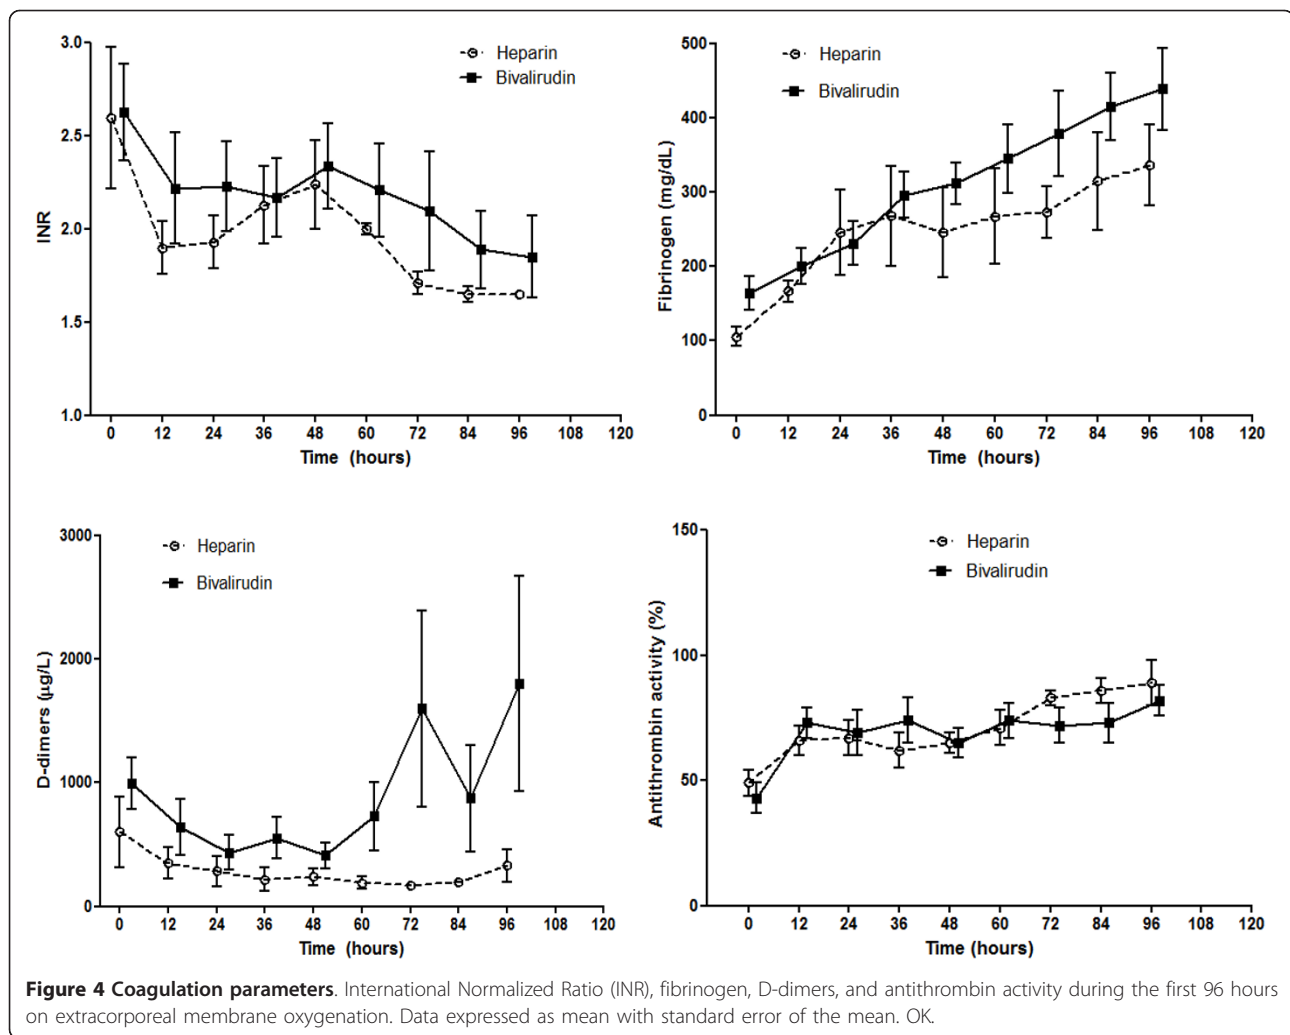 3.0
2.5
2.0
1.5
1.0
INR
Heparin
Bivalirudin
0 12 24 36 48 60 72 84 96 108 120
Time (hours)
500
400
300
200
100
0
Fibrinogen (mg/dL)
Heparin
Bivalirudin
0 12 24 36 48 60 72 84 96 108 120
Time (hours)
3000
2000
1000
0
D-dimers (µg/L)
Heparin
Bivalirudin
0 12 24 36 48 60 72 84 96 108 120
Time (hours)
150
100
50
0
Antithrombin activity (%)
Heparin
Bivalirudin
0 12 24 36 48 60 72 84 96 108 120
Time (hours)
Figure 4 Coagulation parameters. International Normalized Ratio (INR), fibrinogen, D-dimers, and antithrombin activity during the first 96 hours
on extracorporeal membrane oxygenation. Data expressed as mean with standard error of the mean. OK.